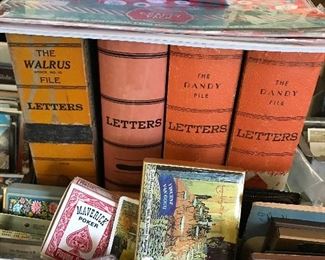 THE
WALRUS
FILE
LETTERS
LETTERS
THE
DANDY
FILE
LETTERS
THE
DANDY
FILE
LETTERS
MAVERICK
POKER